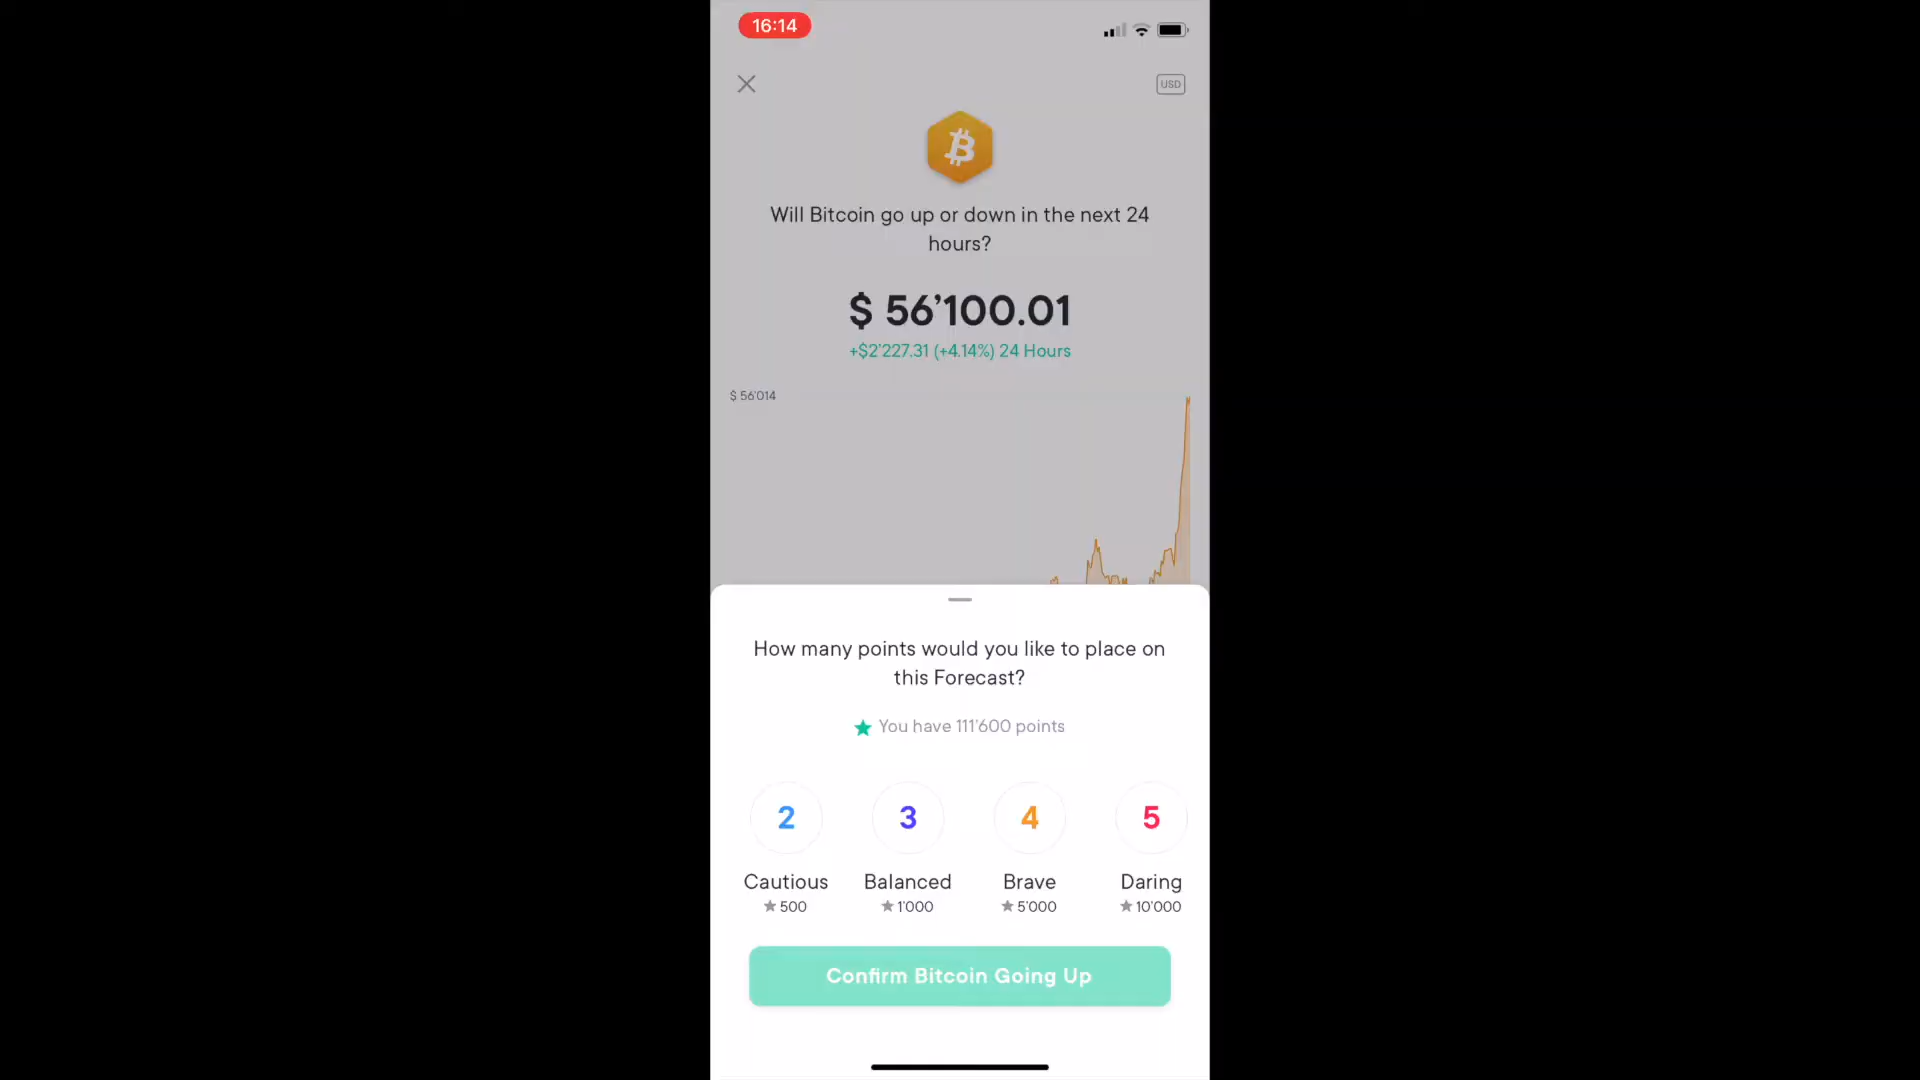 16:14
USD
Will Bitcoin go up or down in the next 24
hours?
$ 56’100.01
+$2’227.31 (+4.14%) 24 Hours
$ 56’014
How many points would you like to place on
this Forecast?
You have 111’600 points
2 3 4 5
Cautious Balanced Brave Daring
500 1’000 5’000 10’000
Confirm Bitcoin Going Up